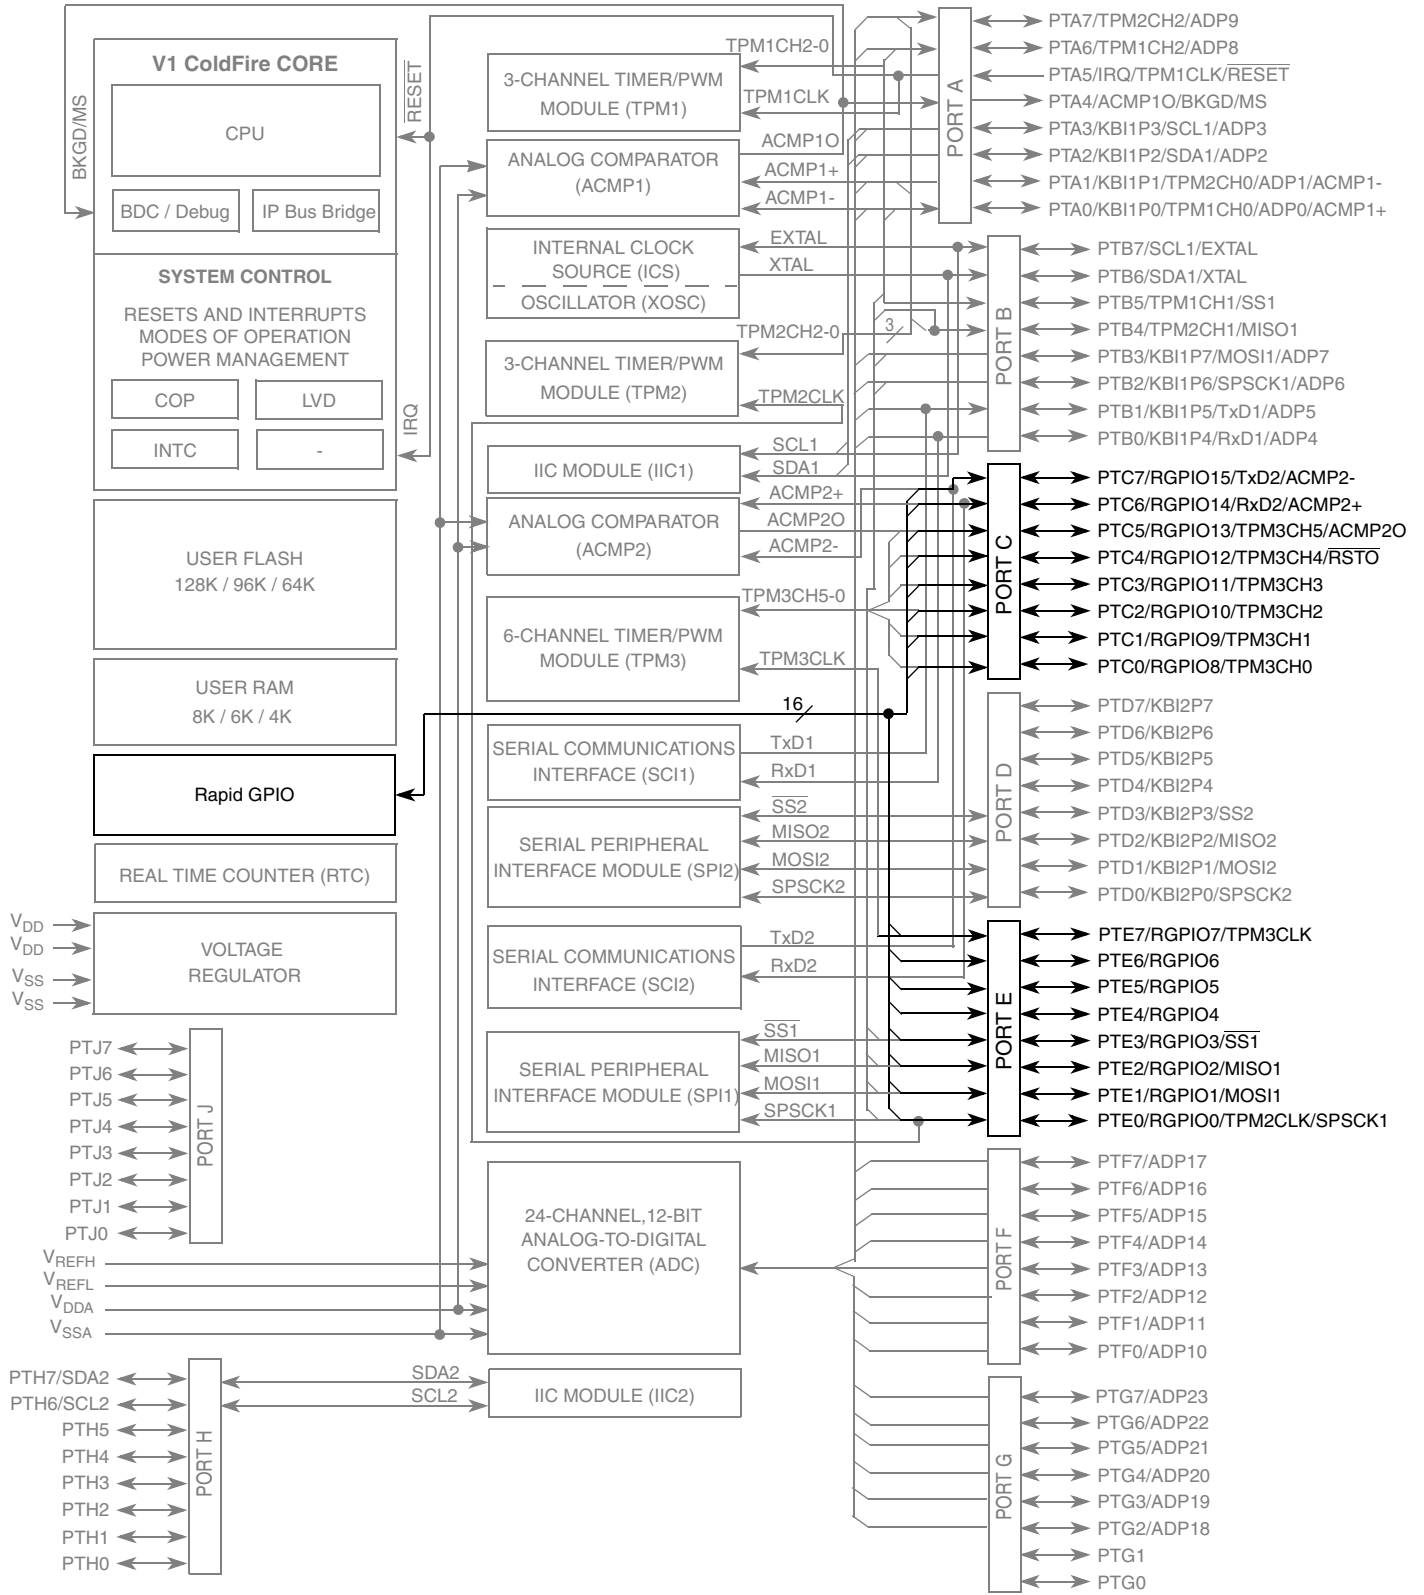 BKGD/MS
V1 ColdFire CORE
CPU
BDC / Debug
IP Bus Bridge
RESET
SYSTEM CONTROL
RESETS AND INTERRUPTS
MODES OF OPERATION
POWER MANAGEMENT
COP
LVD
INTC
-
IRQ
USER FLASH
128K / 96K / 64K
USER RAM
8K / 6K / 4K
Rapid GPIO
REAL TIME COUNTER (RTC)
VOLTAGE
REGULATOR
VDD
VDD
VSS
VSS
PTJ7
PTJ6
PTJ5
PTJ4
PTJ3
PTJ2
PTJ1
PTJ0
PORT J
VREFH
VREFL
VDDA
VSSA
PTH7/SDA2
PTH6/SCL2
PTH5
PTH4
PTH3
PTH2
PTH1
PTH0
PORT H
3-CHANNEL TIMER/PWM
MODULE (TPM1)
TPM1CH2-0
TPM1CLK
ANALOG COMPARATOR
(ACMP1)
ACMP1O
ACMP1+
ACMP1-
INTERNAL CLOCK
SOURCE (ICS)
OSCILLATOR (XOSC)
EXTAL
XTAL
3-CHANNEL TIMER/PWM
MODULE (TPM2)
TPM2CH2-0
3
TPM2CLK
IIC MODULE (IIC1)
SCL1
SDA1
ANALOG COMPARATOR
(ACMP2)
ACMP2+
ACMP2O
ACMP2-
6-CHANNEL TIMER/PWM
MODULE (TPM3)
TPM3CH5-0
TPM3CLK
16
SERIAL COMMUNICATIONS
INTERFACE (SCI1)
TxD1
RxD1
SERIAL PERIPHERAL
INTERFACE MODULE (SPI2)
SS2
MISO2
MOSI2
SPSCK2
SERIAL COMMUNICATIONS
INTERFACE (SCI2)
TxD2
RxD2
SERIAL PERIPHERAL
INTERFACE MODULE (SPI1)
SS1
MISO1
MOSI1
SPSCK1
24-CHANNEL,12-BIT
ANALOG-TO-DIGITAL
CONVERTER (ADC)
IIC MODULE (IIC2)
SDA2
SCL2
PORT A
PTA7/TPM2CH2/ADP9
PTA6/TPM1CH2/ADP8
PTA5/IRQ/TPM1CLK/RESET
PTA4/ACMP1O/BKGD/MS
PTA3/KBI1P3/SCL1/ADP3
PTA2/KBI1P2/SDA1/ADP2
PTA1/KBI1P1/TPM2CH0/ADP1/ACMP1-
PTA0/KBI1P0/TPM1CH0/ADP0/ACMP1+
PORT B
PTB7/SCL1/EXTAL
PTB6/SDA1/XTAL
PTB5/TPM1CH1/SS1
PTB4/TPM2CH1/MISO1
PTB3/KBI1P7/MOSI1/ADP7
PTB2/KBI1P6/SPSCK1/ADP6
PTB1/KBI1P5/TxD1/ADP5
PTB0/KBI1P4/RxD1/ADP4
PORT C
PTC7/RGPIO15/TxD2/ACMP2-
PTC6/RGPIO14/RxD2/ACMP2+
PTC5/RGPIO13/TPM3CH5/ACMP2O
PTC4/RGPIO12/TPM3CH4/RSTO
PTC3/RGPIO11/TPM3CH3
PTC2/RGPIO10/TPM3CH2
PTC1/RGPIO9/TPM3CH1
PTC0/RGPIO8/TPM3CH0
PORT D
PTD7/KBI2P7
PTD6/KBI2P6
PTD5/KBI2P5
PTD4/KBI2P4
PTD3/KBI2P3/SS2
PTD2/KBI2P2/MISO2
PTD1/KBI2P1/MOSI2
PTD0/KBI2P0/SPSCK2
PORT E
PTE7/RGPIO7/TPM3CLK
PTE6/RGPIO6
PTE5/RGPIO5
PTE4/RGPIO4
PTE3/RGPIO3/SS1
PTE2/RGPIO2/MISO1
PTE1/RGPIO1/MOSI1
PTE0/RGPIO0/TPM2CLK/SPSCK1
PORT F
PTF7/ADP17
PTF6/ADP16
PTF5/ADP15
PTF4/ADP14
PTF3/ADP13
PTF2/ADP12
PTF1/ADP11
PTF0/ADP10
PORT G
PTG7/ADP23
PTG6/ADP22
PTG5/ADP21
PTG4/ADP20
PTG3/ADP19
PTG2/ADP18
PTG1
PTG0